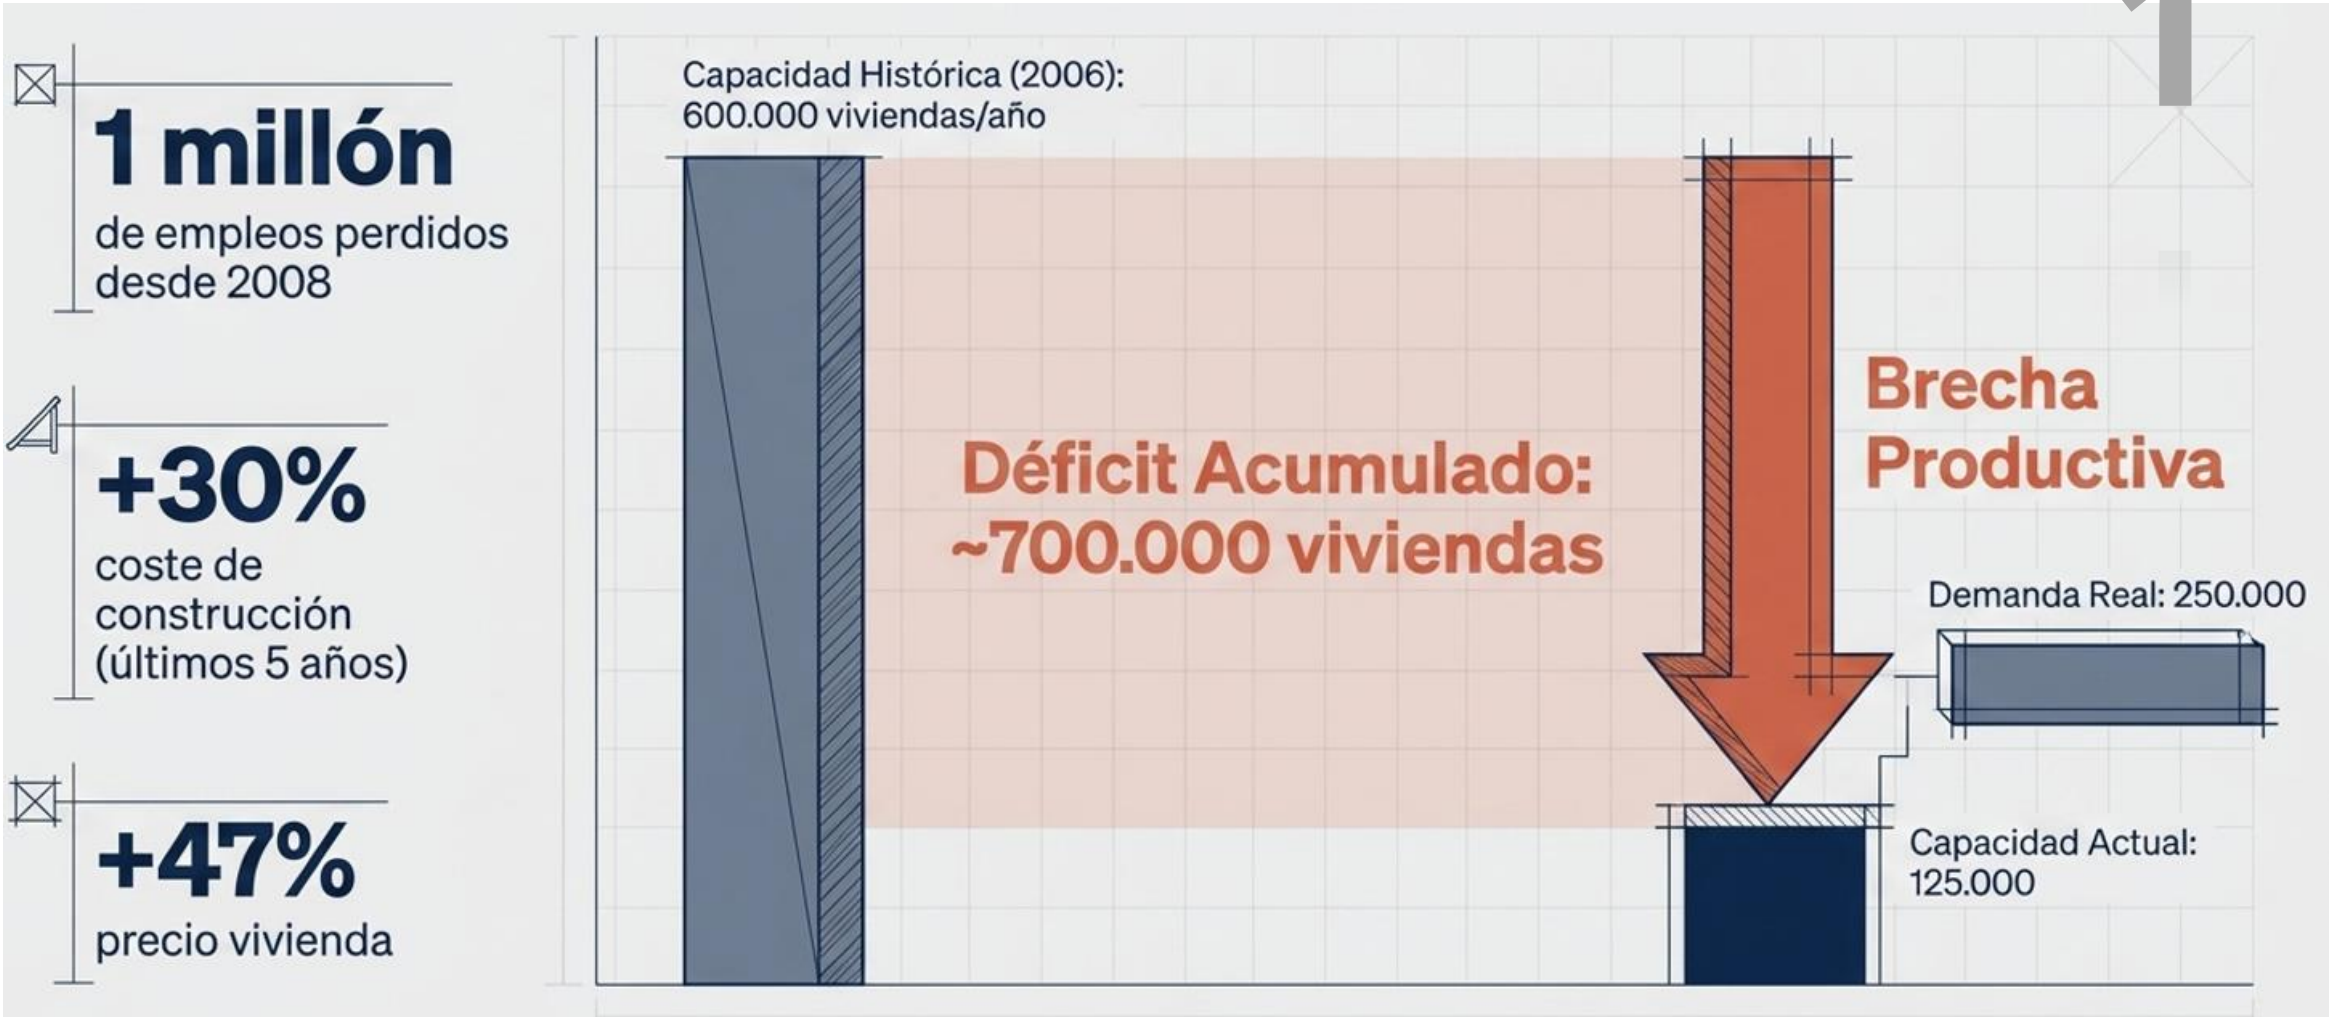 1 millón
de empleos perdidos
desde 2008
+30%
coste de
construcción
(últimos 5 años)
+47%
precio vivienda
Capacidad Histórica (2006):
600.000 viviendas/año
Déficit Acumulado:
~700.000 viviendas
Brecha
Productiva
Demanda Real: 250.000
Capacidad Actual:
125.000